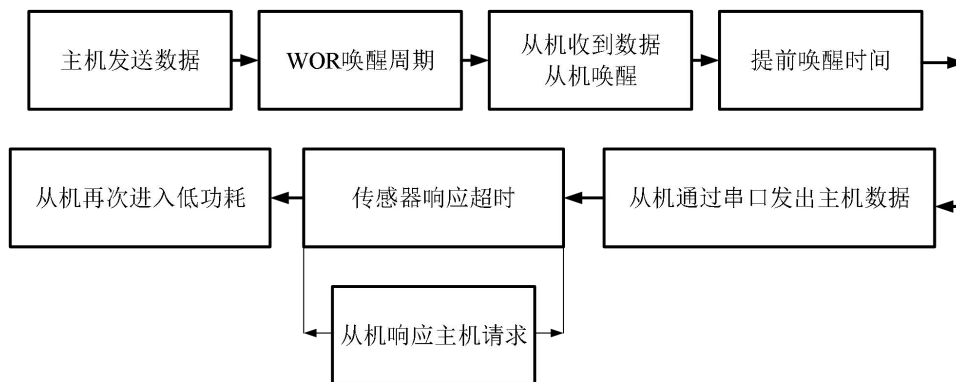 主机发送数据
WOR唤醒周期
从机收到数据
从机唤醒
提前唤醒时间
从机再次进入低功耗
传感器响应超时
从机通过串口发出主机数据
从机响应主机请求